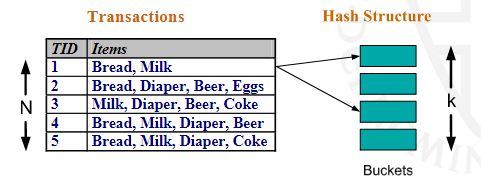 Transactions
Hash Structure
TID Items
1 Bread, Milk
2 Bread, Diaper, Beer, Eggs
3 Milk, Diaper, Beer, Coke
4 Bread, Milk, Diaper, Beer
5 Bread, Milk, Diaper, Coke
N
k
Buckets